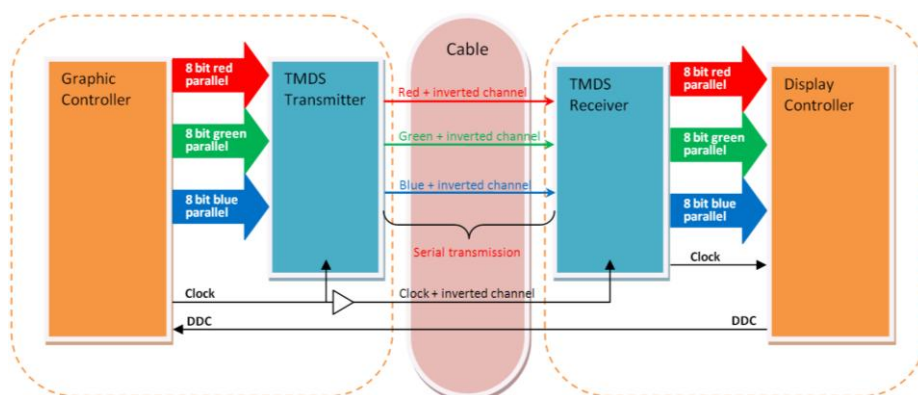 Graphic
Controller
8 bit red
parallel
8 bit green
parallel
8 bit blue
parallel
TMDS
Transmitter
Cable
Red + inverted channel
Green + inverted channel
Blue + inverted channel
Serial transmission
TMDS
Receiver
8 bit red
parallel
8 bit green
parallel
8 bit blue
parallel
Display
Controller
Clock
Clock
Clock + inverted channel
DDC
DDC